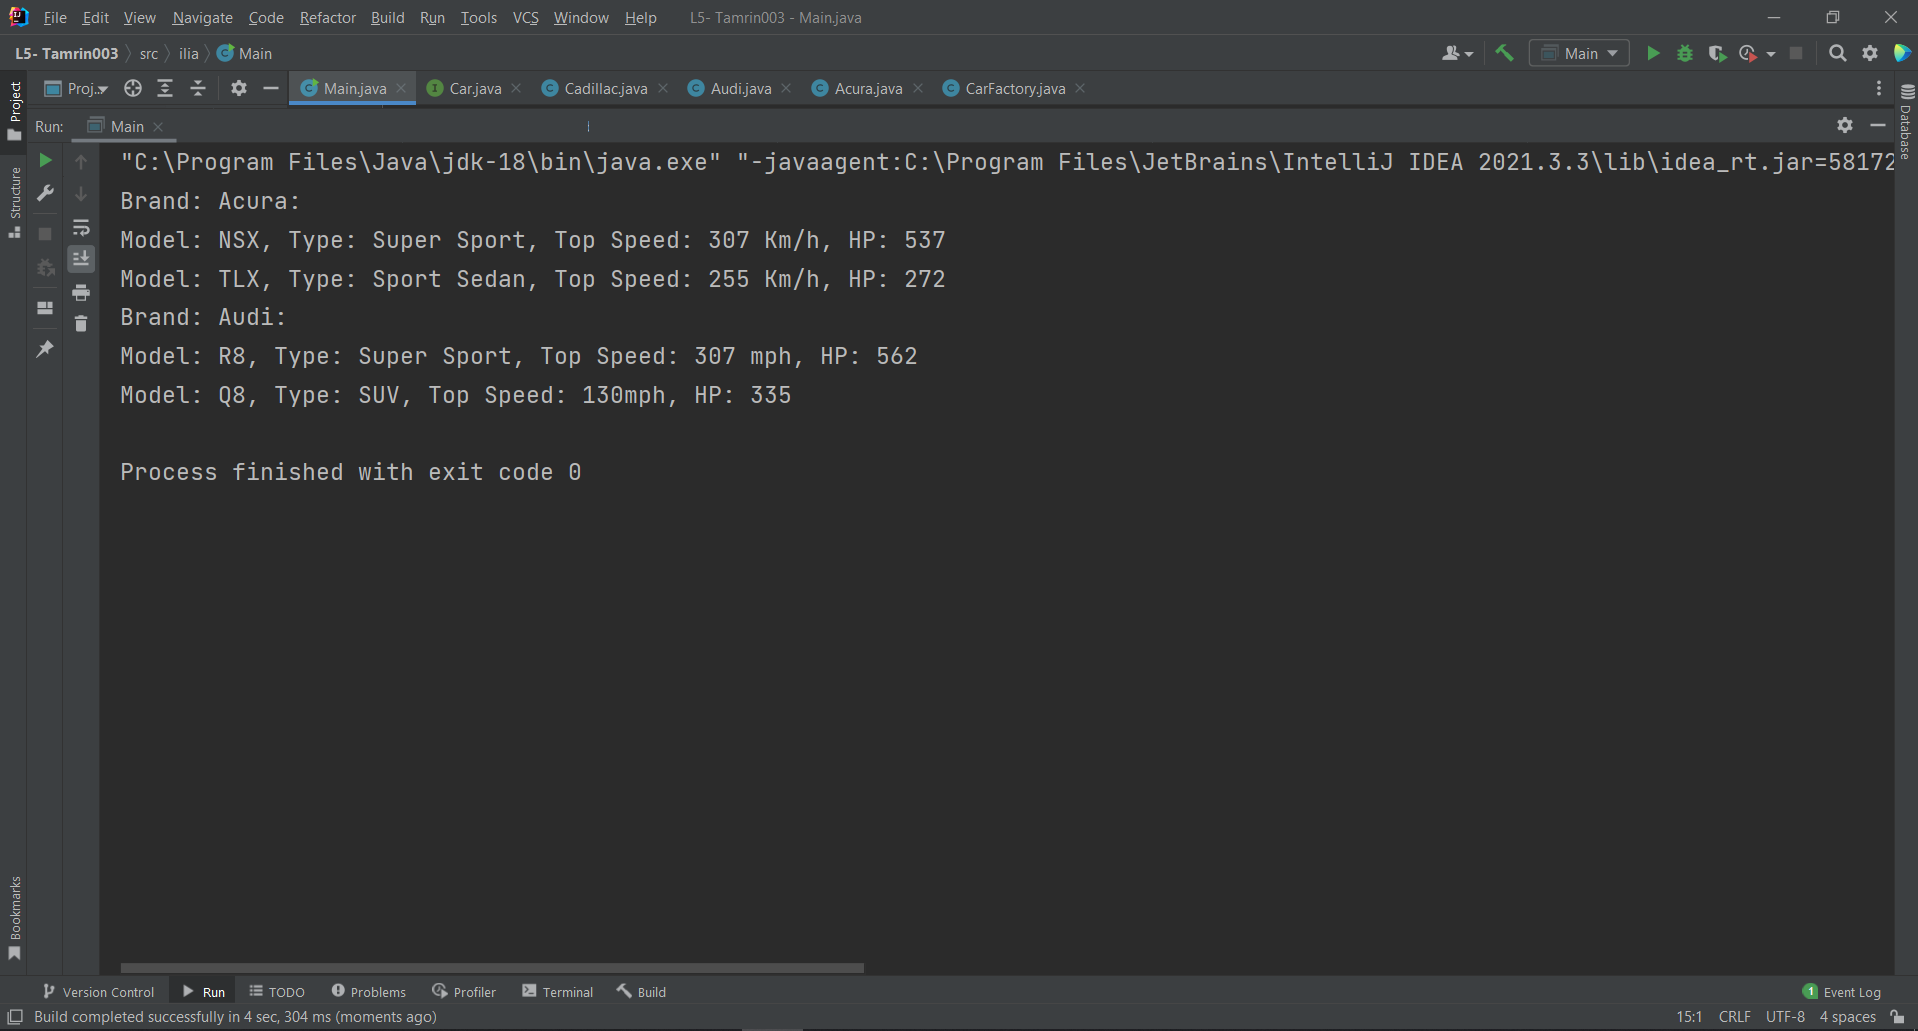 File Edit View Navigate Code Refactor Build Run Tools VCS Window Help L5- Tamrin003 - Main.java
L5- Tamrin003 src ilia Main
Main
Project
Proj..
Main.java Car.java Cadillac.java Audi.java Acura.java CarFactory.java
Database
Run: Main
Structure
"C:\Program Files\Java\jdk-18\bin\java.exe" "-javaagent:C:\Program Files\JetBrains\IntelliJ IDEA 2021.3.3\lib\idea_rt.jar=58172
Brand: Acura:
Model: NSX, Type: Super Sport, Top Speed: 307 Km/h, HP: 537
Model: TLX, Type: Sport Sedan, Top Speed: 255 Km/h, HP: 272
Brand: Audi:
Model: R8, Type: Super Sport, Top Speed: 307 mph, HP: 562
Model: Q8, Type: SUV, Top Speed: 130mph, HP: 335
Process finished with exit code 0
Bookmarks
Version Control Run TODO Problems Profiler Terminal Build 1 Event Log
Build completed successfully in 4 sec, 304 ms (moments ago) 15:1 CRLF UTF-8 4 spaces